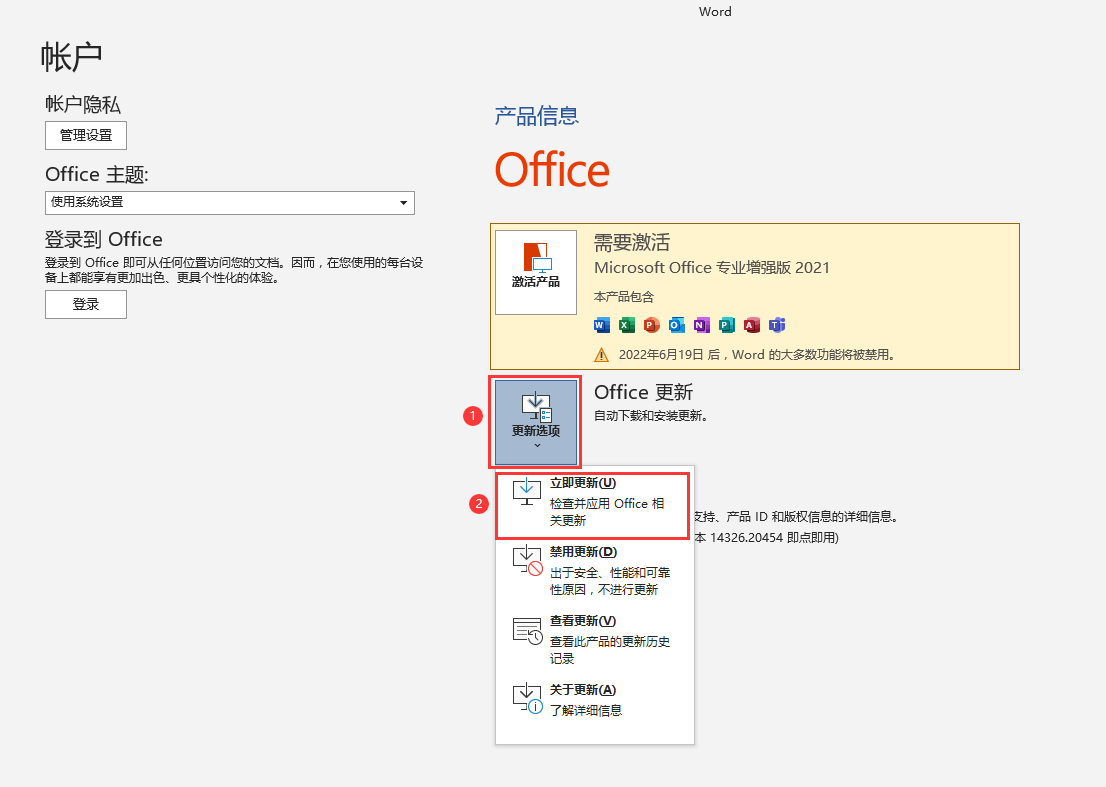 Word
帐户
帐户隐私
管理设置
Office 主题:
使用系统设置
登录到 Office
登录到 Office 即可从任何位置访问您的文档。因而，在您使用的每台设
备上都能享有更加出色、更具个性化的体验。
登录
产品信息
Office
激活产品
需要激活
Microsoft Office 专业增强版 2021
本产品包含
W X P O N P A T
2022年6月19日 后，Word 的大多数功能将被禁用。
1
更新选项
Office 更新
自动下载和安装更新。
2
立即更新(U)
检查并应用 Office 相
关更新
支持、产品 ID 和版权信息的详细信息。
本 14326.20454 即点即用)
禁用更新(D)
出于安全、性能和可靠
性原因，不进行更新
查看更新(V)
查看此产品的更新历史
记录
关于更新(A)
了解详细信息